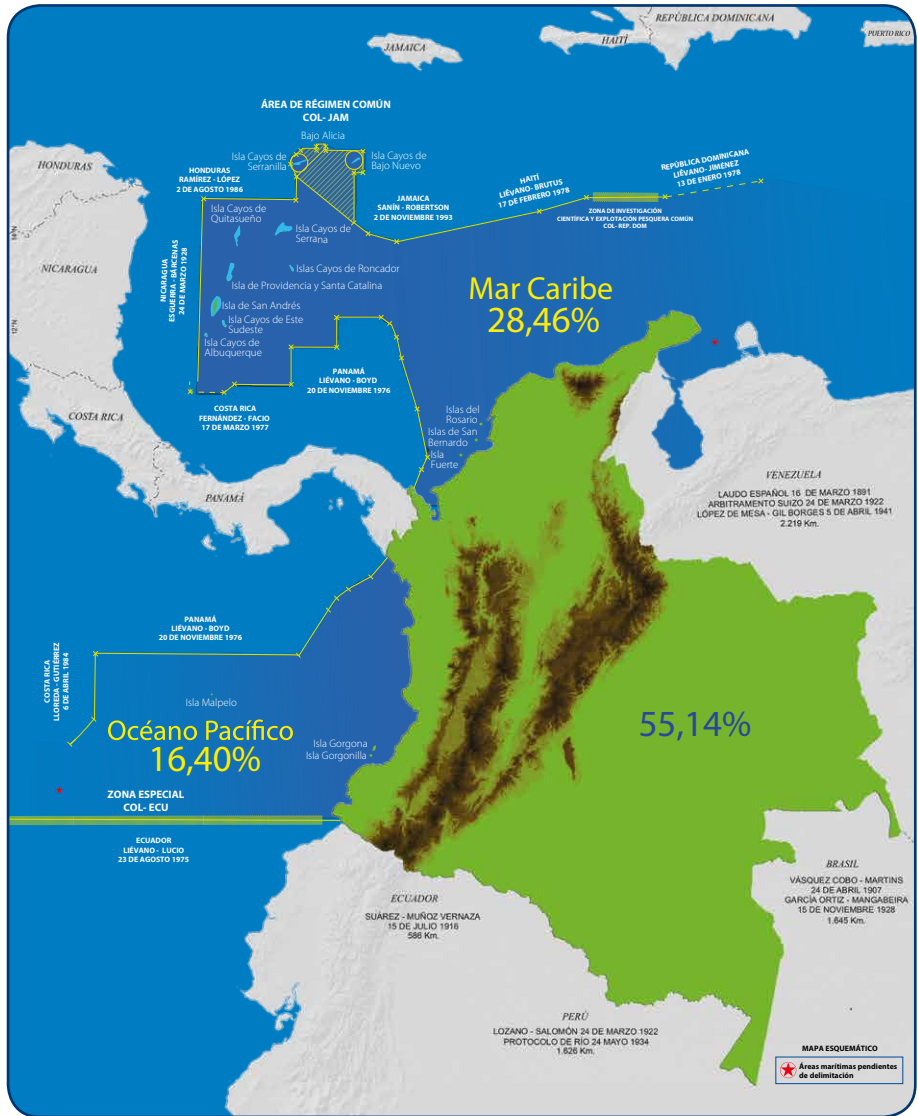 REPÚBLICA DOMINICANA
PUERTO RICO
HAITÍ
JAMAICA
ÁREA DE RÉGIMEN COMÚN
COL- JAM
Bajo Alicia
Isla Cayos de
Serranilla
Isla Cayos de
Bajo Nuevo
HONDURAS
HONDURAS
RAMÍREZ - LÓPEZ
2 DE AGOSTO 1986
JAMAICA
SANÍN - ROBERTSON
2 DE NOVIEMBRE 1993
HAITÍ
LIÉVANO- BRUTUS
17 DE FEBRERO 1978
REPÚBLICA DOMINICANA
LIÉVANO- JIMÉNEZ
13 DE ENERO 1978
ZONA DE INVESTIGACIÓN
CIENTÍFICA Y EXPLOTACIÓN PESQUERA COMÚN
COL- REP. DOM
Isla Cayos de
Quitasueño
Isla Cayos de
Serrana
14°N
NICARAGUA
NICARAGUA
ESGUERRA - BÁRCENAS
24 DE MARZO 1928
Islas Cayos de Roncador
Isla de Providencia y Santa Catalina
Isla de San Andrés
Isla Cayos de Este
Sudeste
Isla Cayos de
Albuquerque
12°N
Mar Caribe
28,46%
PANAMÁ
LIÉVANO - BOYD
20 DE NOVIEMBRE 1976
COSTA RICA
COSTA RICA
FERNÁNDEZ - FACIO
17 DE MARZO 1977
Islas del
Rosario
Islas de San
Bernardo
Isla
Fuerte
PANAMÁ
VENEZUELA
LAUDO ESPAÑOL 16 DE MARZO 1891
ARBITRAMENTO SUIZO 24 DE MARZO 1922
LÓPEZ DE MESA - GIL BORGES 5 DE ABRIL 1941
2.219 Km.
PANAMÁ
LIÉVANO - BOYD
20 DE NOVIEMBRE 1976
COSTA RICA
LLOREDA - GUTIÉRREZ
6 DE ABRIL 1984
Isla Malpelo
Océano Pacífico
16,40%
Isla Gorgona
Isla Gorgonilla
55,14%
ZONA ESPECIAL
COL- ECU
ECUADOR
LIÉVANO - LUCIO
23 DE AGOSTO 1975
ECUADOR
SUÁREZ - MUÑOZ VERNAZA
15 DE JULIO 1916
586 Km.
BRASIL
VÁSQUEZ COBO - MARTINS
24 DE ABRIL 1907
GARCÍA ORTIZ - MANGABEIRA
15 DE NOVIEMBRE 1928
1.645 Km.
PERÚ
LOZANO - SALOMÓN 24 DE MARZO 1922
PROTOCOLO DE RÍO 24 MAYO 1934
1.626 Km.
MAPA ESQUEMÁTICO
Áreas marítimas pendientes
de delimitación